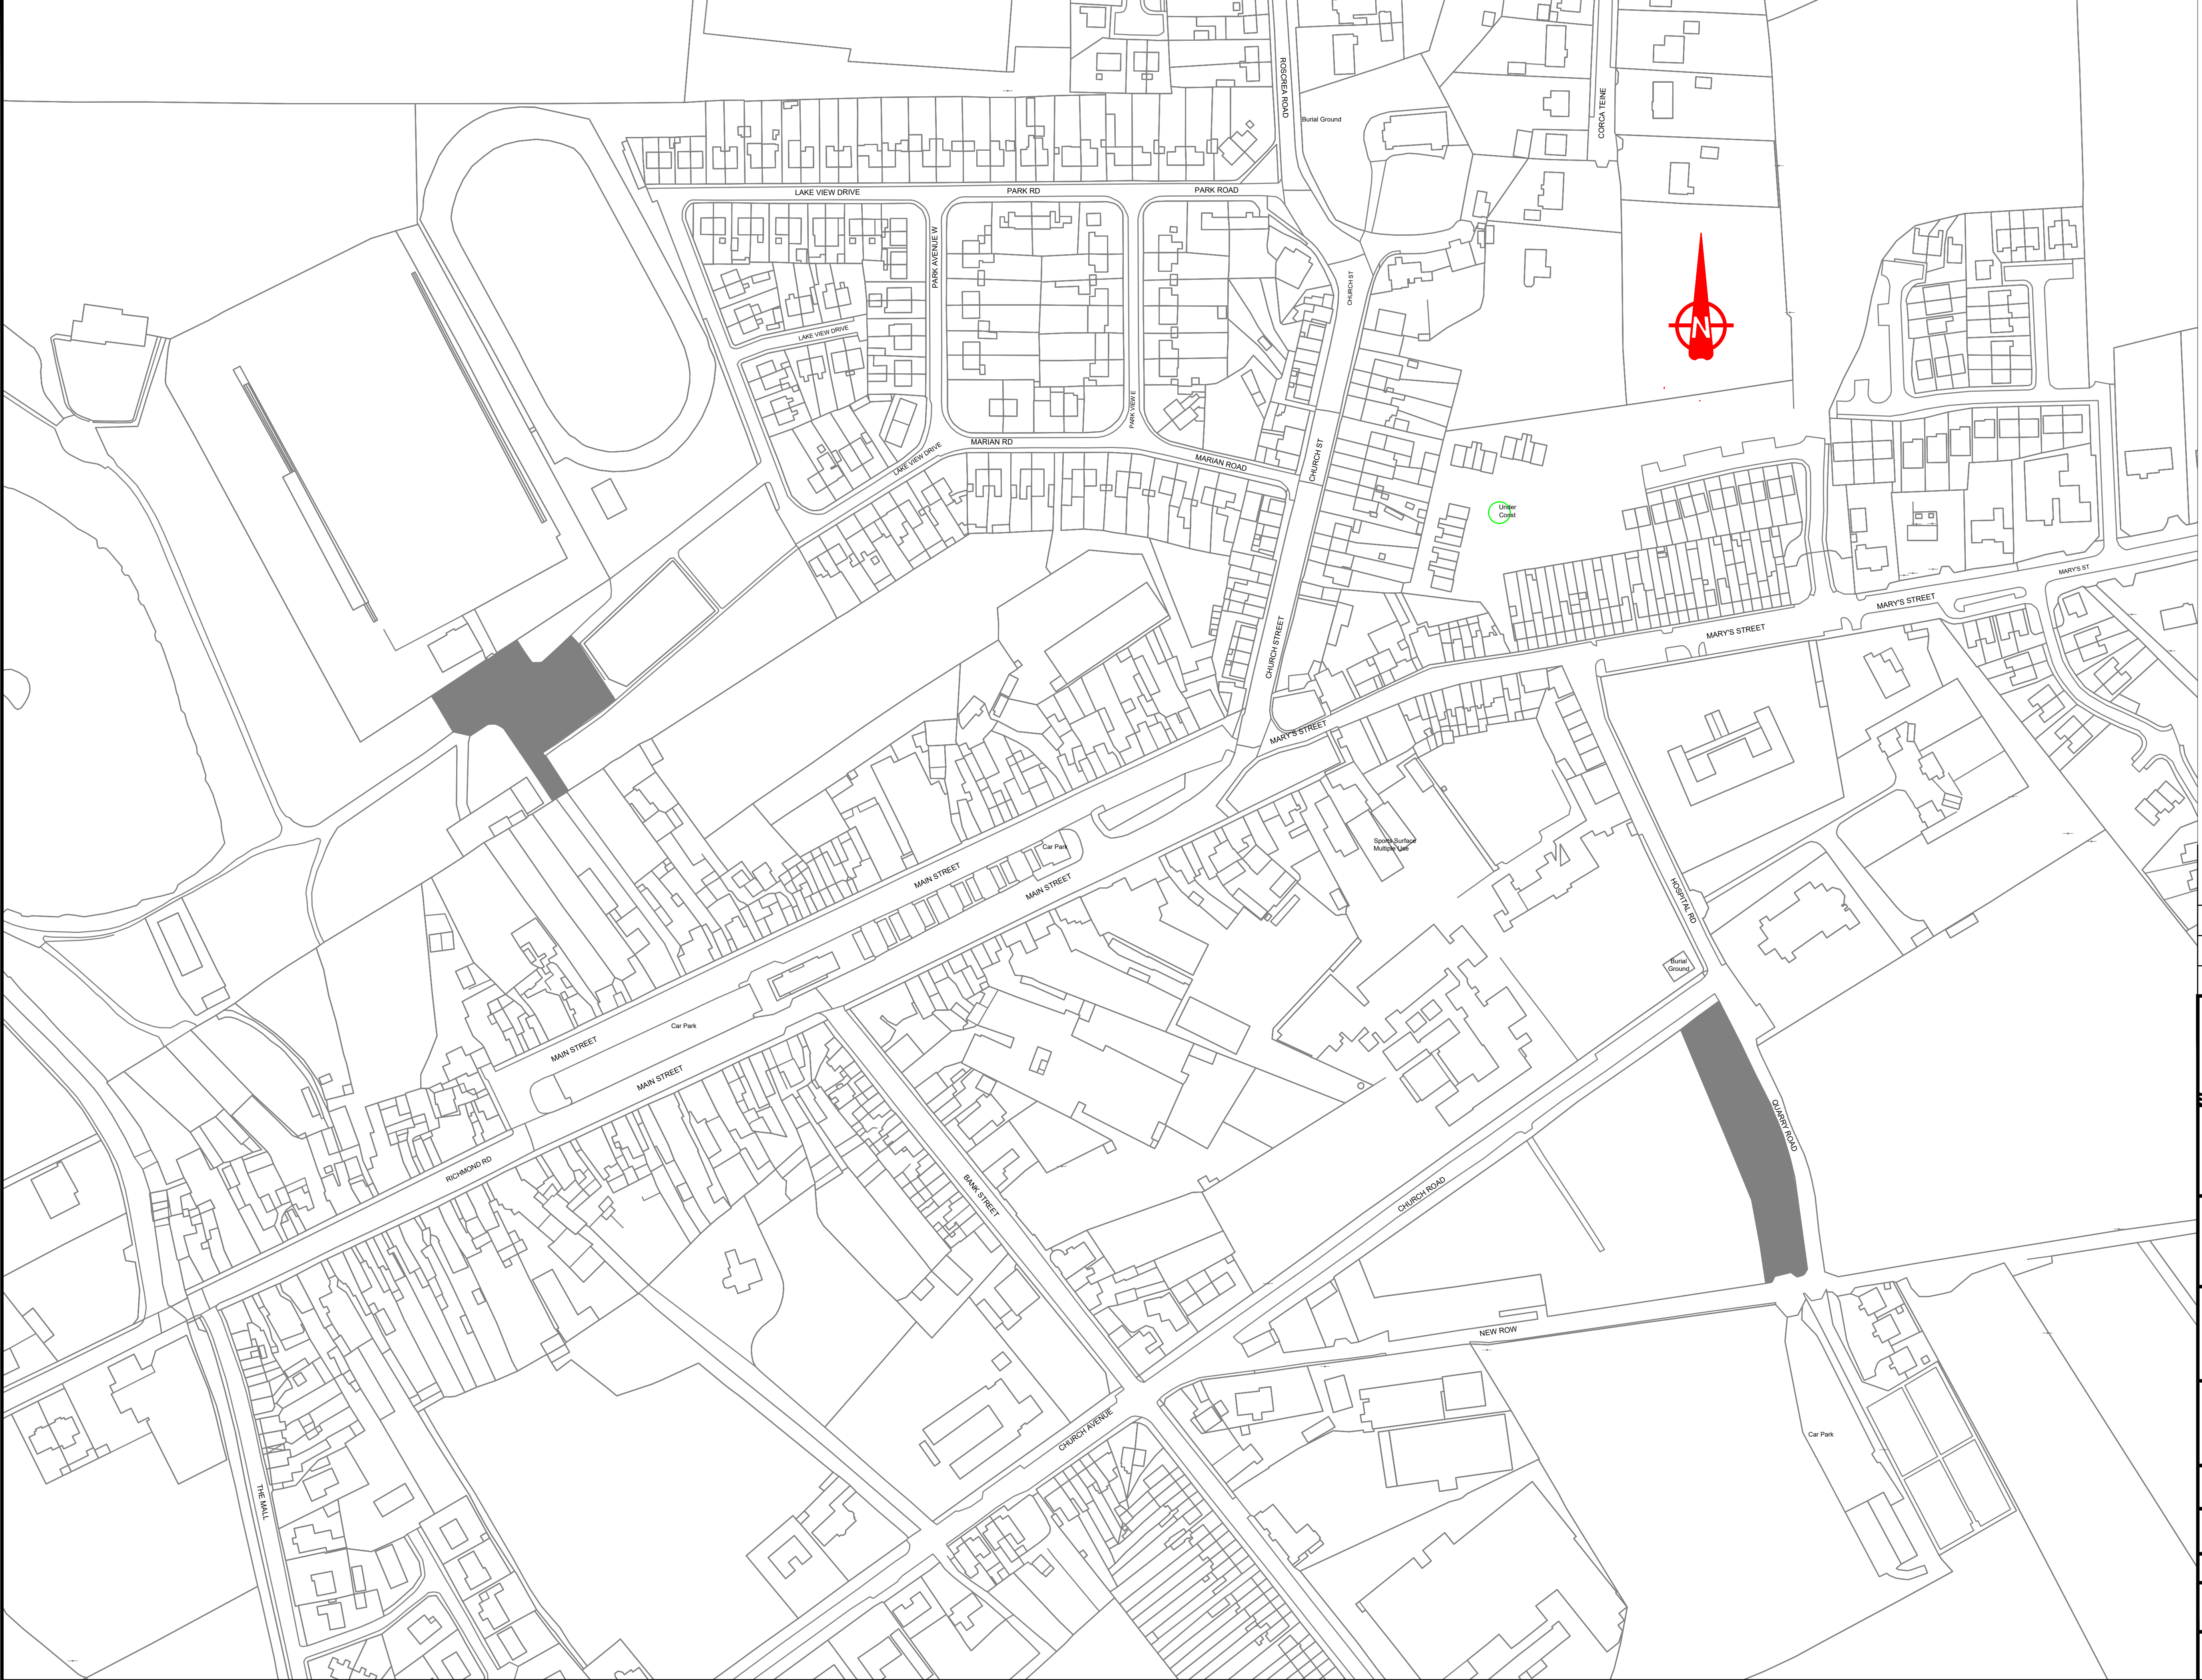 ROSCREA ROAD
CORCA TEINE
Burial Ground
LAKE VIEW DRIVE
PARK RD
PARK ROAD
PARK AVENUE W
CHURCH ST
N
LAKE VIEW DRIVE
PARK VIEW E
MARIAN RD
LAKE VIEW DRIVE
MARIAN ROAD
CHURCH ST
Under
Const
MARY'S ST
MARY'S STREET
MARY'S STREET
CHURCH STREET
MARY'S STREET
Car Park
Sports Surface
Multiple Use
MAIN STREET
MAIN STREET
HOSPITAL RD
Burial
Ground
Car Park
MAIN STREET
MAIN STREET
QUARRY ROAD
RICHMOND RD
BANK STREET
CHURCH ROAD
NEW ROW
CHURCH AVENUE
Car Park
THE MALL